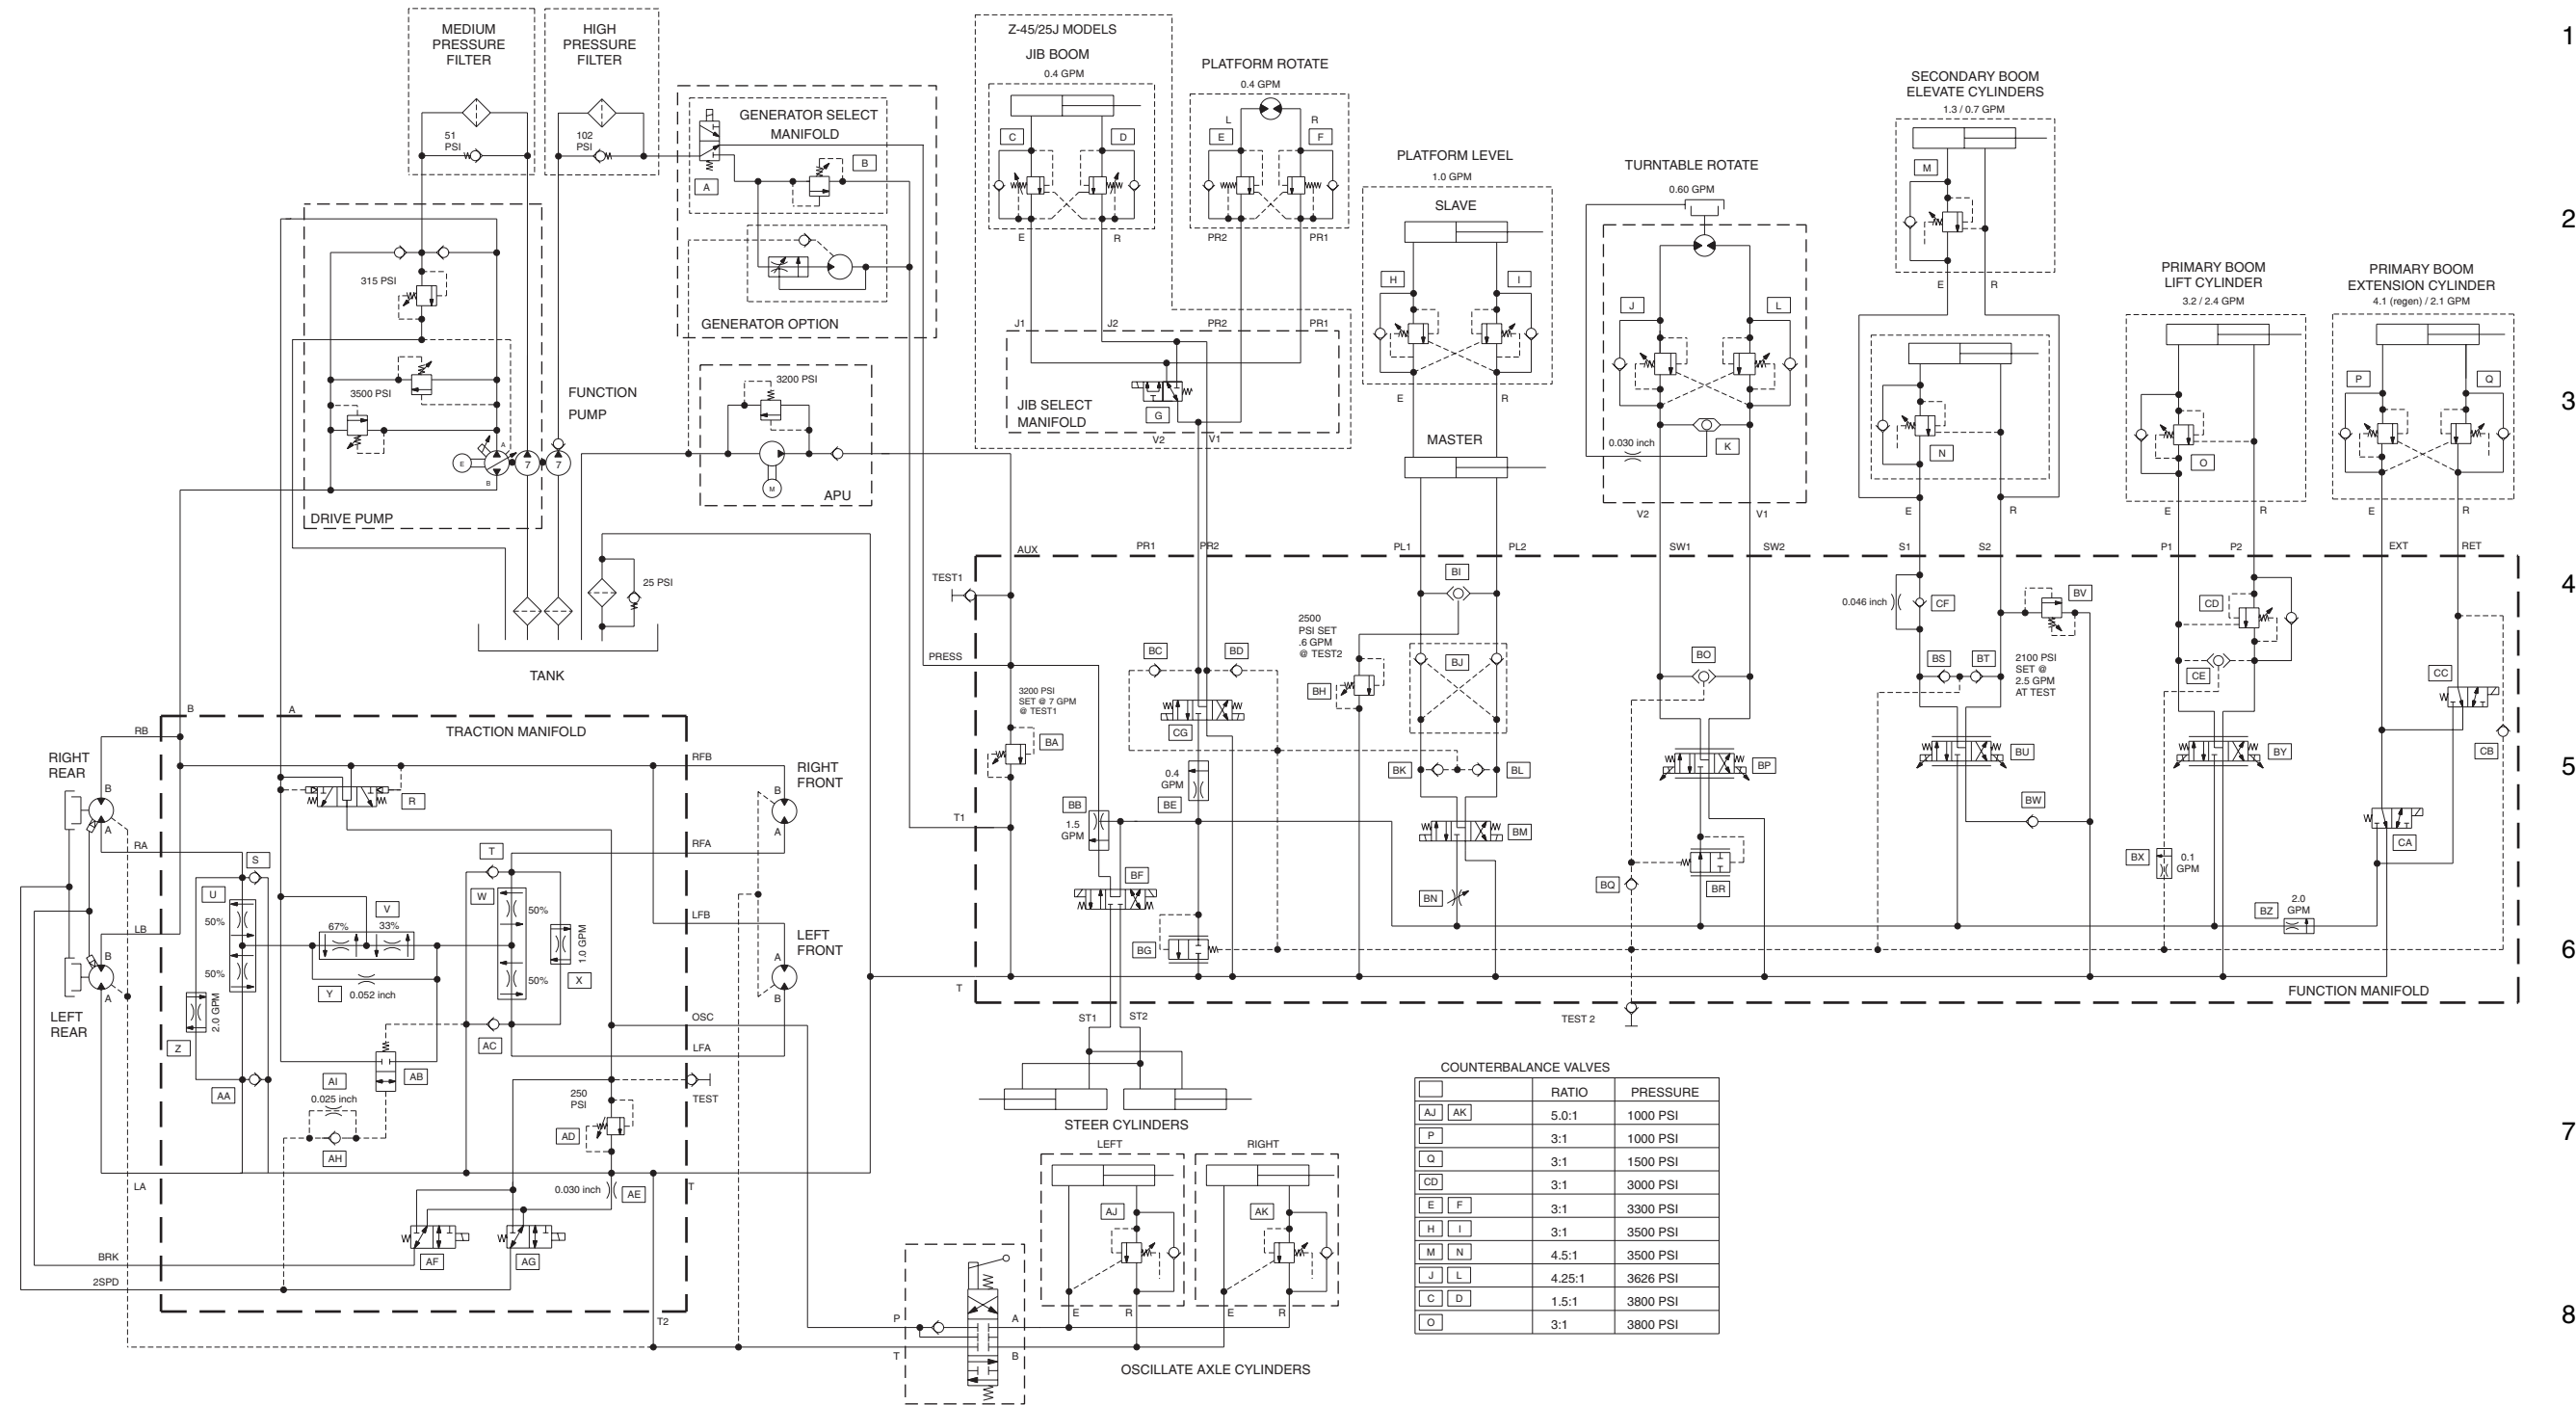 1
2
3
4
5
6
7
8
MEDIUM
PRESSURE
FILTER
51
PSI
HIGH
PRESSURE
FILTER
102
PSI
GENERATOR SELECT
MANIFOLD
A
B
GENERATOR OPTION
315 PSI
3500 PSI
E
A
B
7
7
DRIVE PUMP
FUNCTION
PUMP
3200 PSI
M
APU
25 PSI
TANK
Z-45/25J MODELS
JIB BOOM
0.4 GPM
C
D
E
R
PLATFORM ROTATE
0.4 GPM
L
R
E
F
PR2
PR1
J1
J2
PR2
PR1
G
JIB SELECT
MANIFOLD
V2
V1
PLATFORM LEVEL
1.0 GPM
SLAVE
H
I
E
R
MASTER
TURNTABLE ROTATE
0.60 GPM
J
L
0.030 inch
K
V2
V1
SECONDARY BOOM
ELEVATE CYLINDERS
1.3 / 0.7 GPM
M
E
R
N
E
R
PRIMARY BOOM
LIFT CYLINDER
3.2 / 2.4 GPM
O
E
R
PRIMARY BOOM
EXTENSION CYLINDER
4.1 (regen) / 2.1 GPM
P
Q
E
R
AUX
PR1
PR2
PL1
PL2
SW1
SW2
S1
S2
P1
P2
EXT
RET
TEST1
PRESS
T1
T
3200 PSI
SET @ 7 GPM
@ TEST1
BA
BB
1.5
GPM
BC
BD
CG
0.4
GPM
BE
BF
BG
2500
PSI SET
.6 GPM
@ TEST2
BH
BI
BJ
BK
BL
BM
BN
BO
BP
BQ
BR
TEST 2
0.046 inch
CF
BS
BT
BV
2100 PSI
SET @
2.5 GPM
AT TEST
BU
BW
CD
CE
BY
BX
0.1
GPM
BZ
2.0
GPM
CC
CB
CA
FUNCTION MANIFOLD
B
A
TRACTION MANIFOLD
RB
RIGHT
REAR
B
A
RA
LB
B
A
LEFT
REAR
LA
BRK
2SPD
R
S
T
U
50%
50%
V
67%
33%
W
50%
50%
1.0 GPM
X
Y
0.052 inch
2.0 GPM
Z
AA
AB
AC
AI
0.025 inch
AH
250
PSI
AD
0.030 inch
AE
AF
AG
RFB
RIGHT
FRONT
B
A
RFA
LFB
LEFT
FRONT
A
B
OSC
LFA
TEST
T
T2
ST1
ST2
STEER CYLINDERS
LEFT
RIGHT
AJ
AK
E
R
E
R
P
T
A
B
OSCILLATE AXLE CYLINDERS
COUNTERBALANCE VALVES
RATIO PRESSURE
AJ AK 5.0:1 1000 PSI
P 3:1 1000 PSI
Q 3:1 1500 PSI
CD 3:1 3000 PSI
E F 3:1 3300 PSI
H I 3:1 3500 PSI
M N 4.5:1 3500 PSI
J L 4.25:1 3626 PSI
C D 1.5:1 3800 PSI
O 3:1 3800 PSI